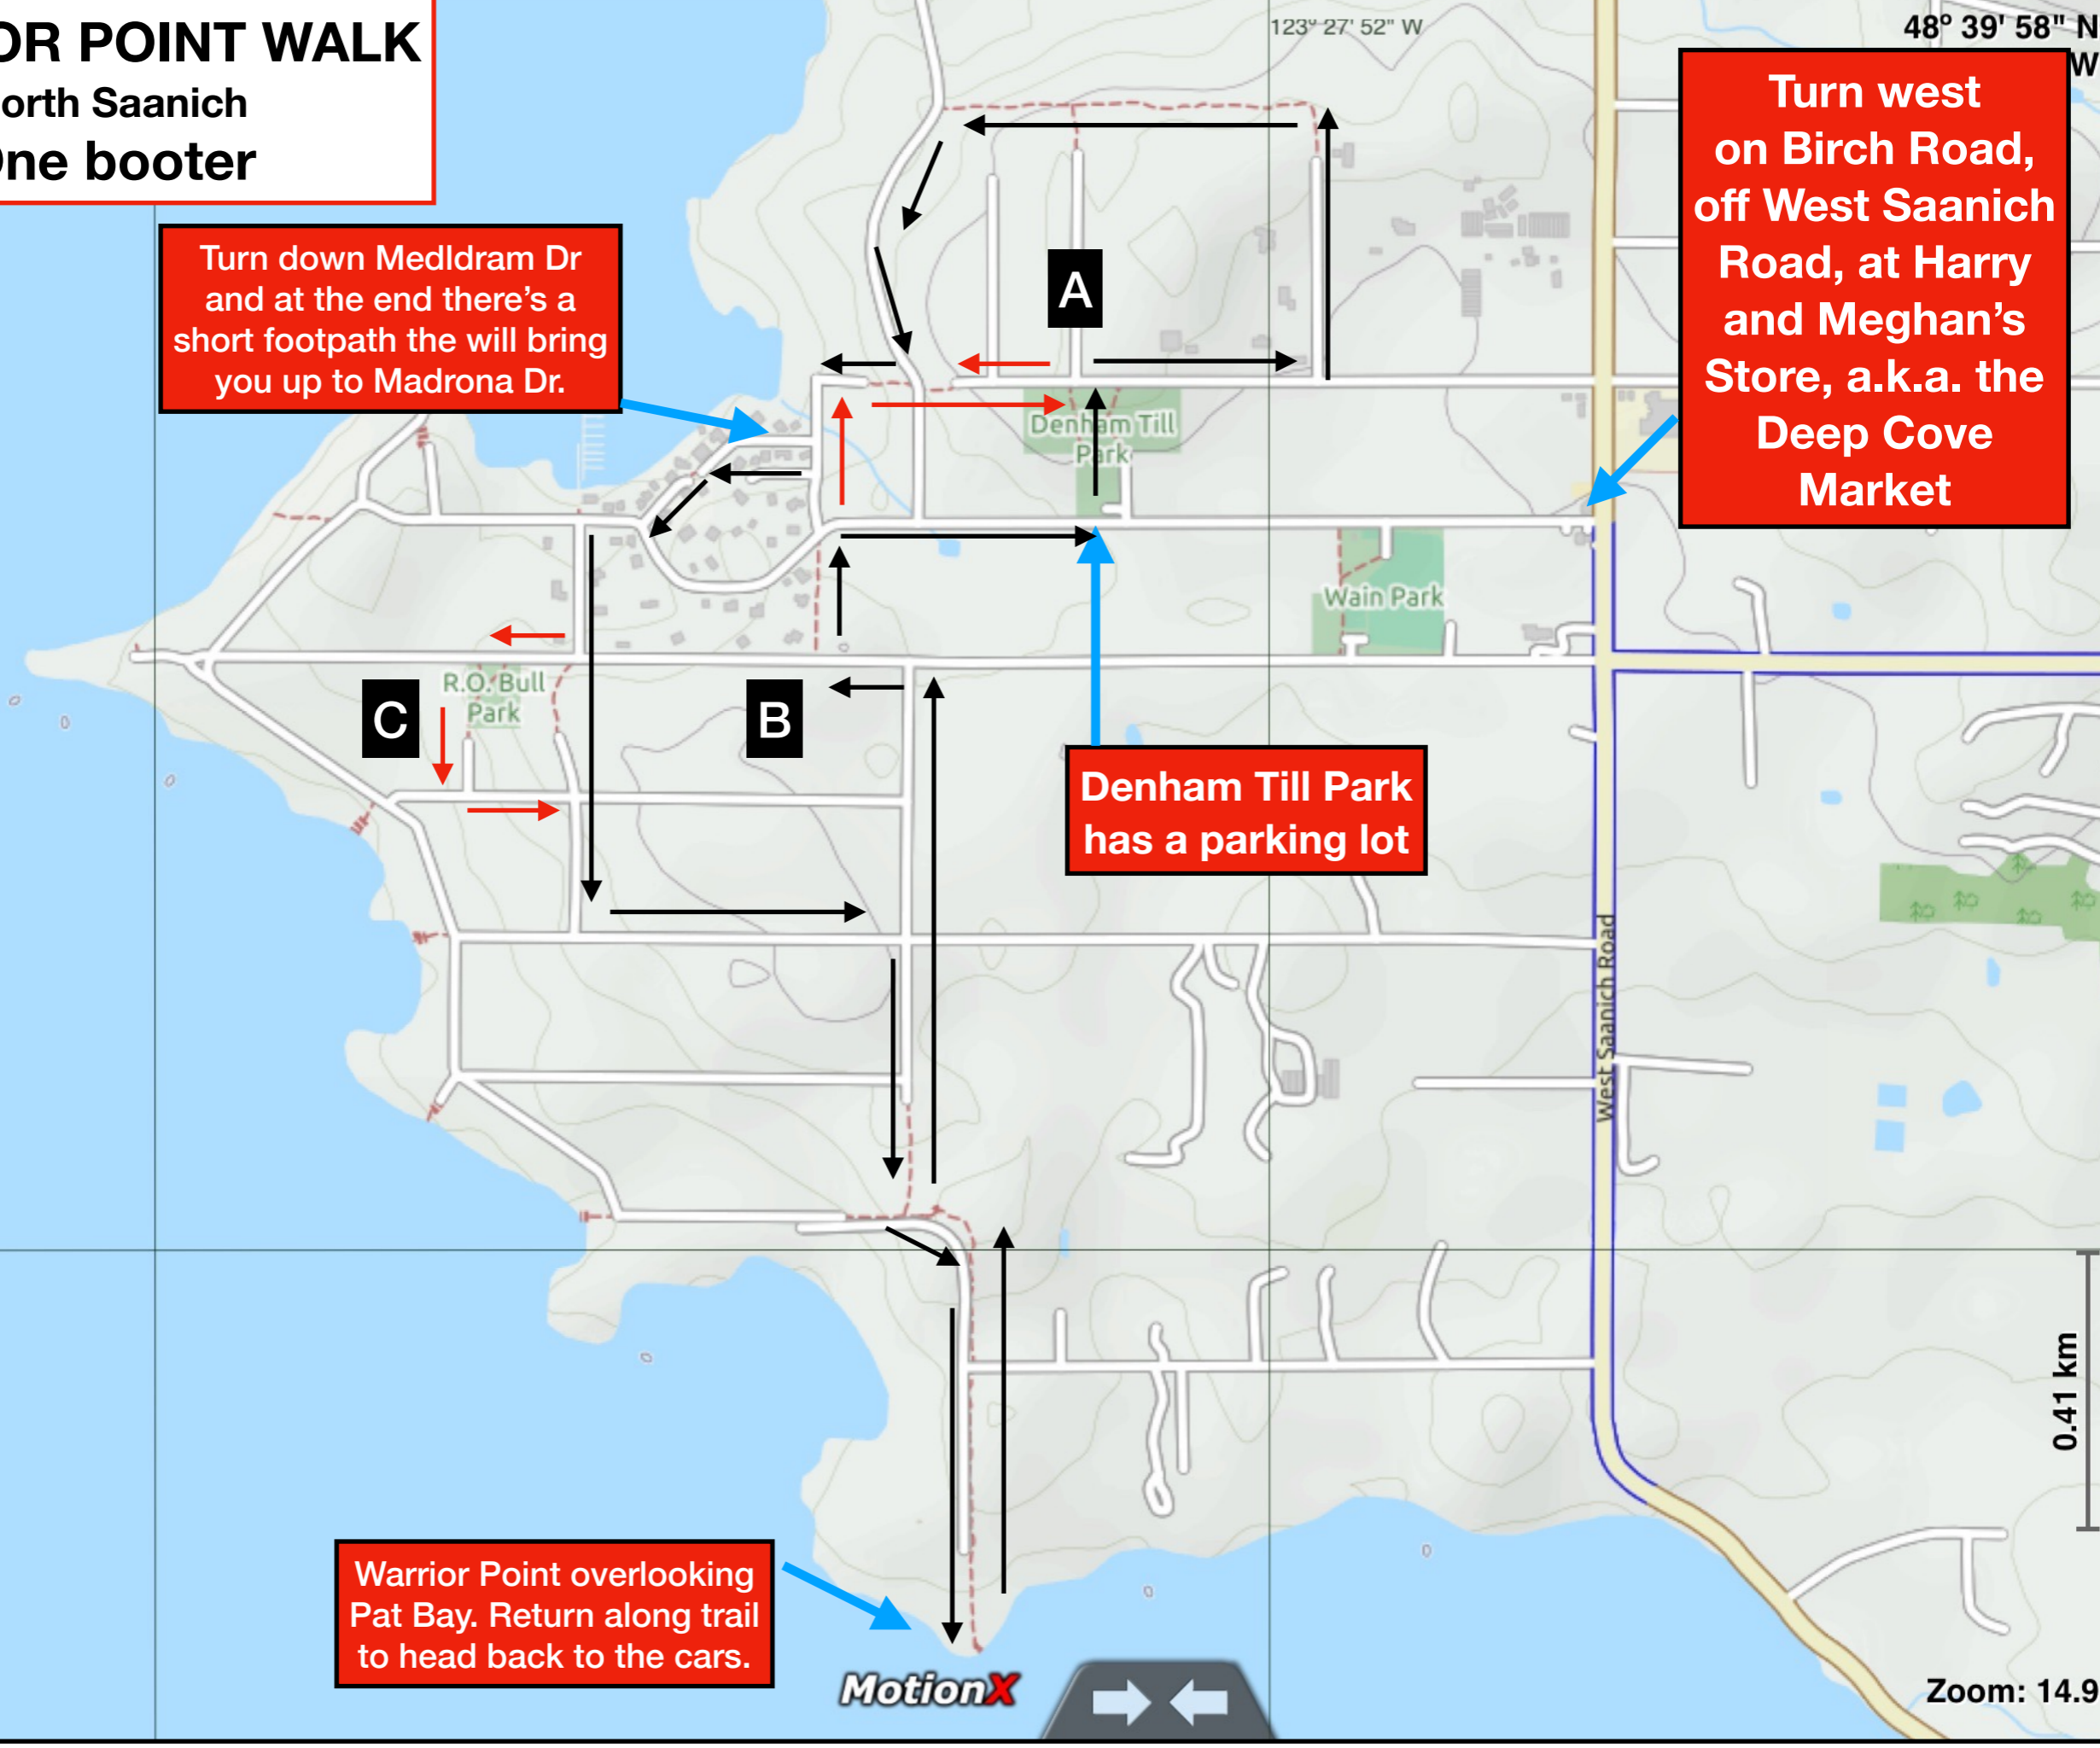 OR POINT WALK
orth Saanich
ne booter
123º 27' 52" W
48º 39' 58" N
W
Turn west
on Birch Road,
off West Saanich
Road, at Harry
and Meghan's
Store, a.k.a. the
Deep Cove
Market
Turn down Medldram Dr
and at the end there's a
short footpath the will bring
you up to Madrona Dr.
A
Denham Till
Park
Wain Park
R.O. Bull
Park
C
B
Denham Till Park
has a parking lot
West Saanich Road
0.41 km
Warrior Point overlooking
Pat Bay. Return along trail
to head back to the cars.
MotionX
Zoom: 14.9